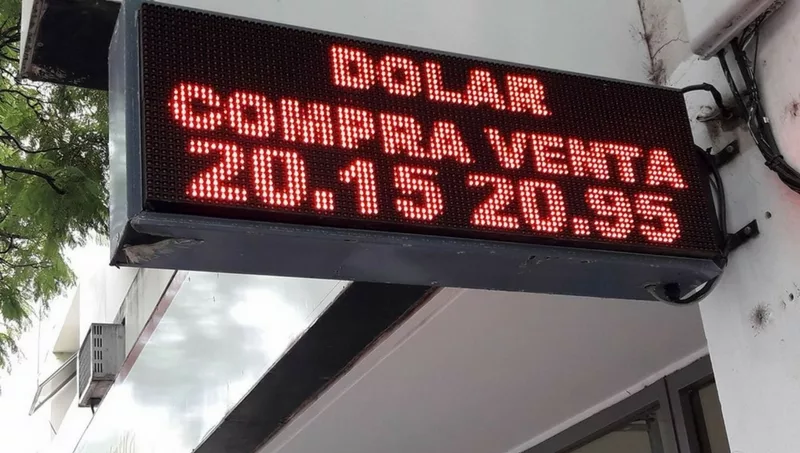 DOLAR
COMPRA VENTA
20.15 20.95